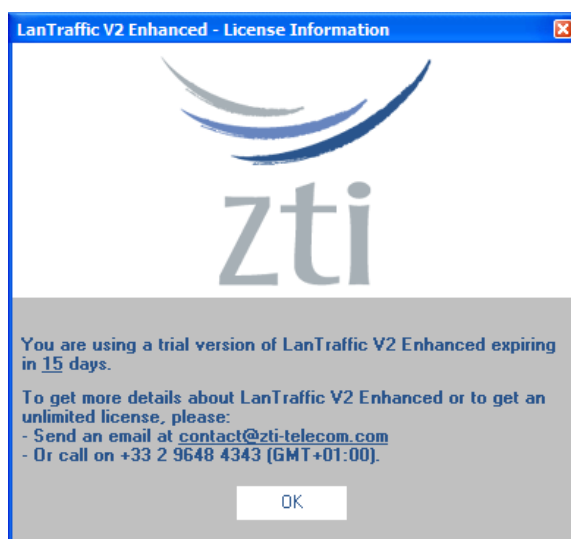 LanTraffic V2 Enhanced - License Information
zti
You are using a trial version of LanTraffic V2 Enhanced expiring
in 15 days.
To get more details about LanTraffic V2 Enhanced or to get an
unlimited license, please:
- Send an email at contact@zti-telecom.com
- Or call on +33 2 9648 4343 (GMT+01:00).
OK